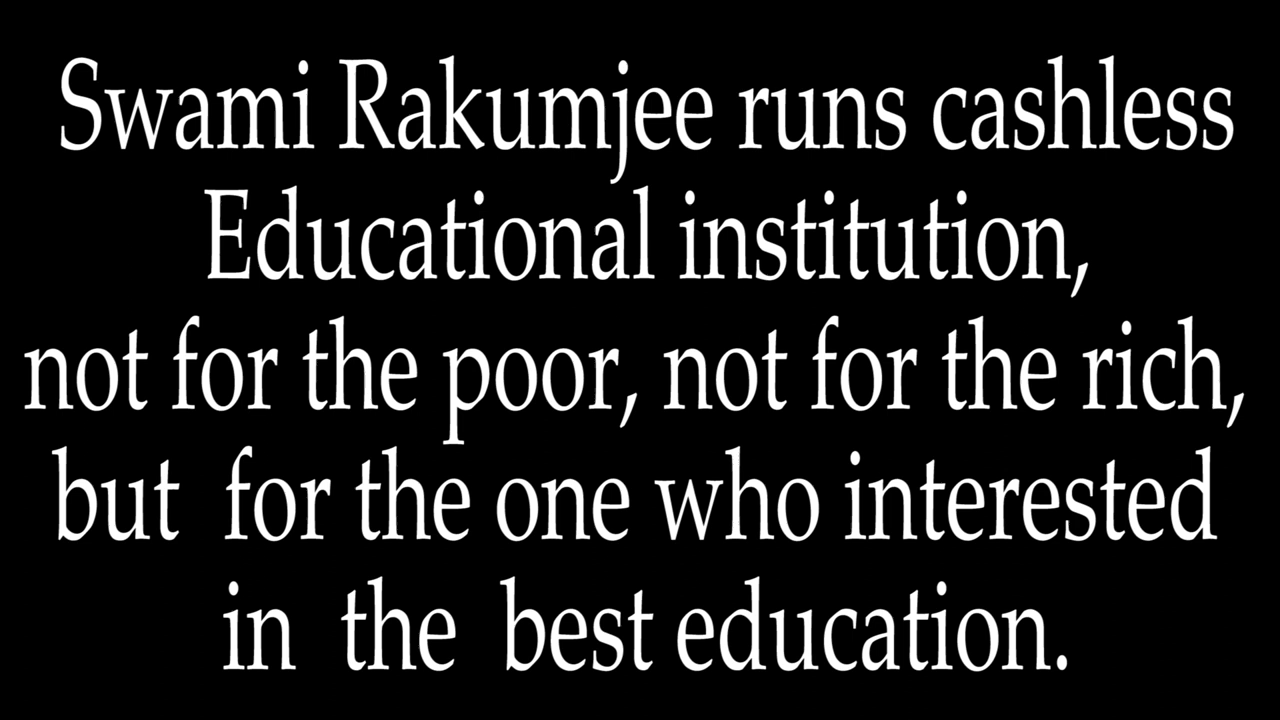 Swami Rakumjee runs cashless
Educational institution,
not for the poor, not for the rich,
but for the one who interested
in the best education.